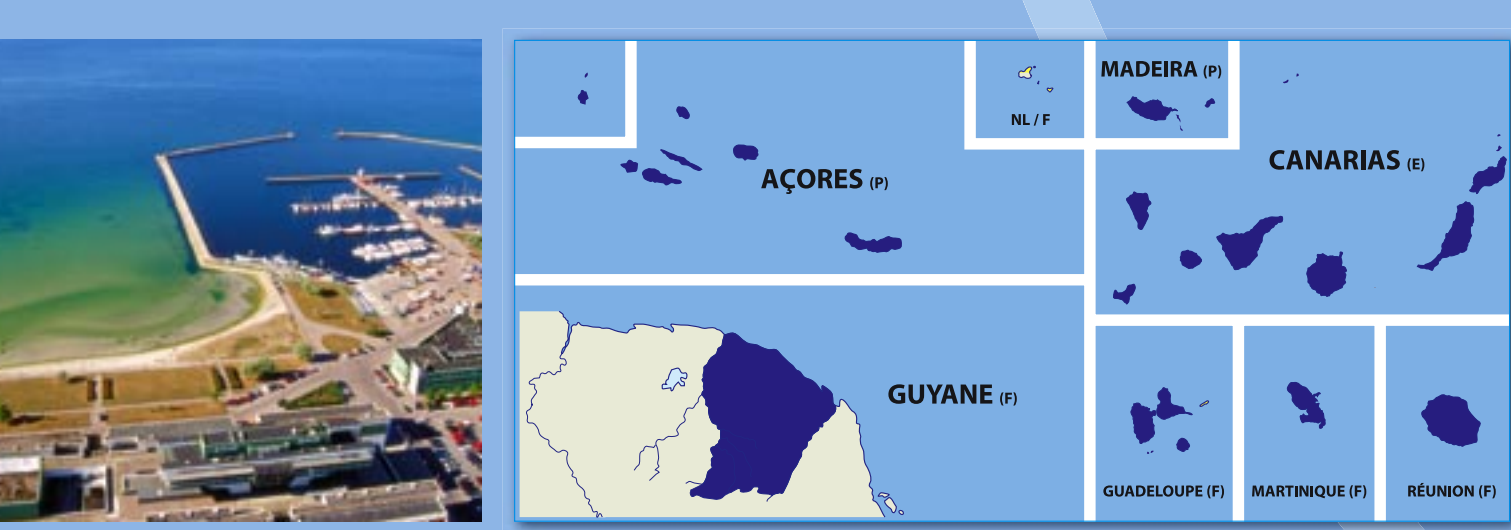 MADEIRA (P)
NL / F
CANARIAS (E)
AÇORES (P)
GUYANE (F)
GUADELOUPE (F)
MARTINIQUE (F)
RÉUNION (F)